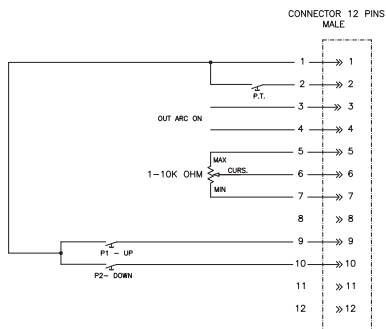 CONNECTOR 12 PINS
MALE
1 1
2 2
P.T.
3 3
OUT ARC ON
4 4
5 5
MAX
1-10K OHM CURS. 6 6
MIN
7 7
8 8
9 9
P1 - UP
10 10
P2- DOWN
11 11
12 12